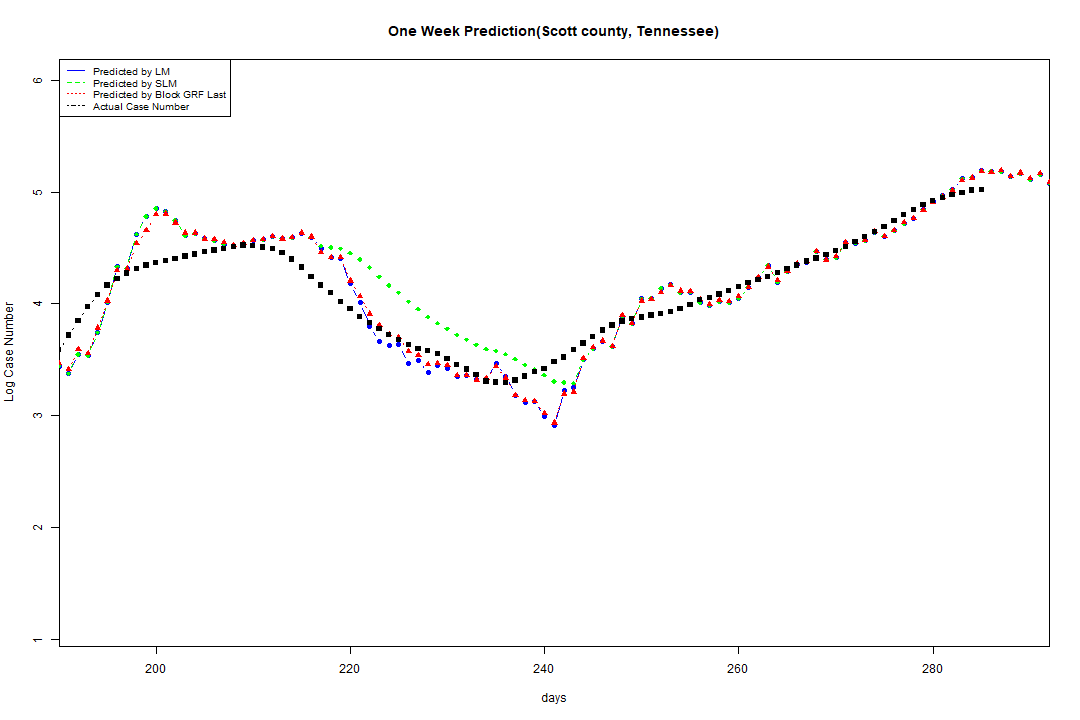 One Week Prediction(Scott county, Tennessee)
Predicted by LM
Predicted by SLM
Predicted by Block GRF Last
Actual Case Number
6
5
4
3
2
1
Log Case Number
200 220 240 260 280
days